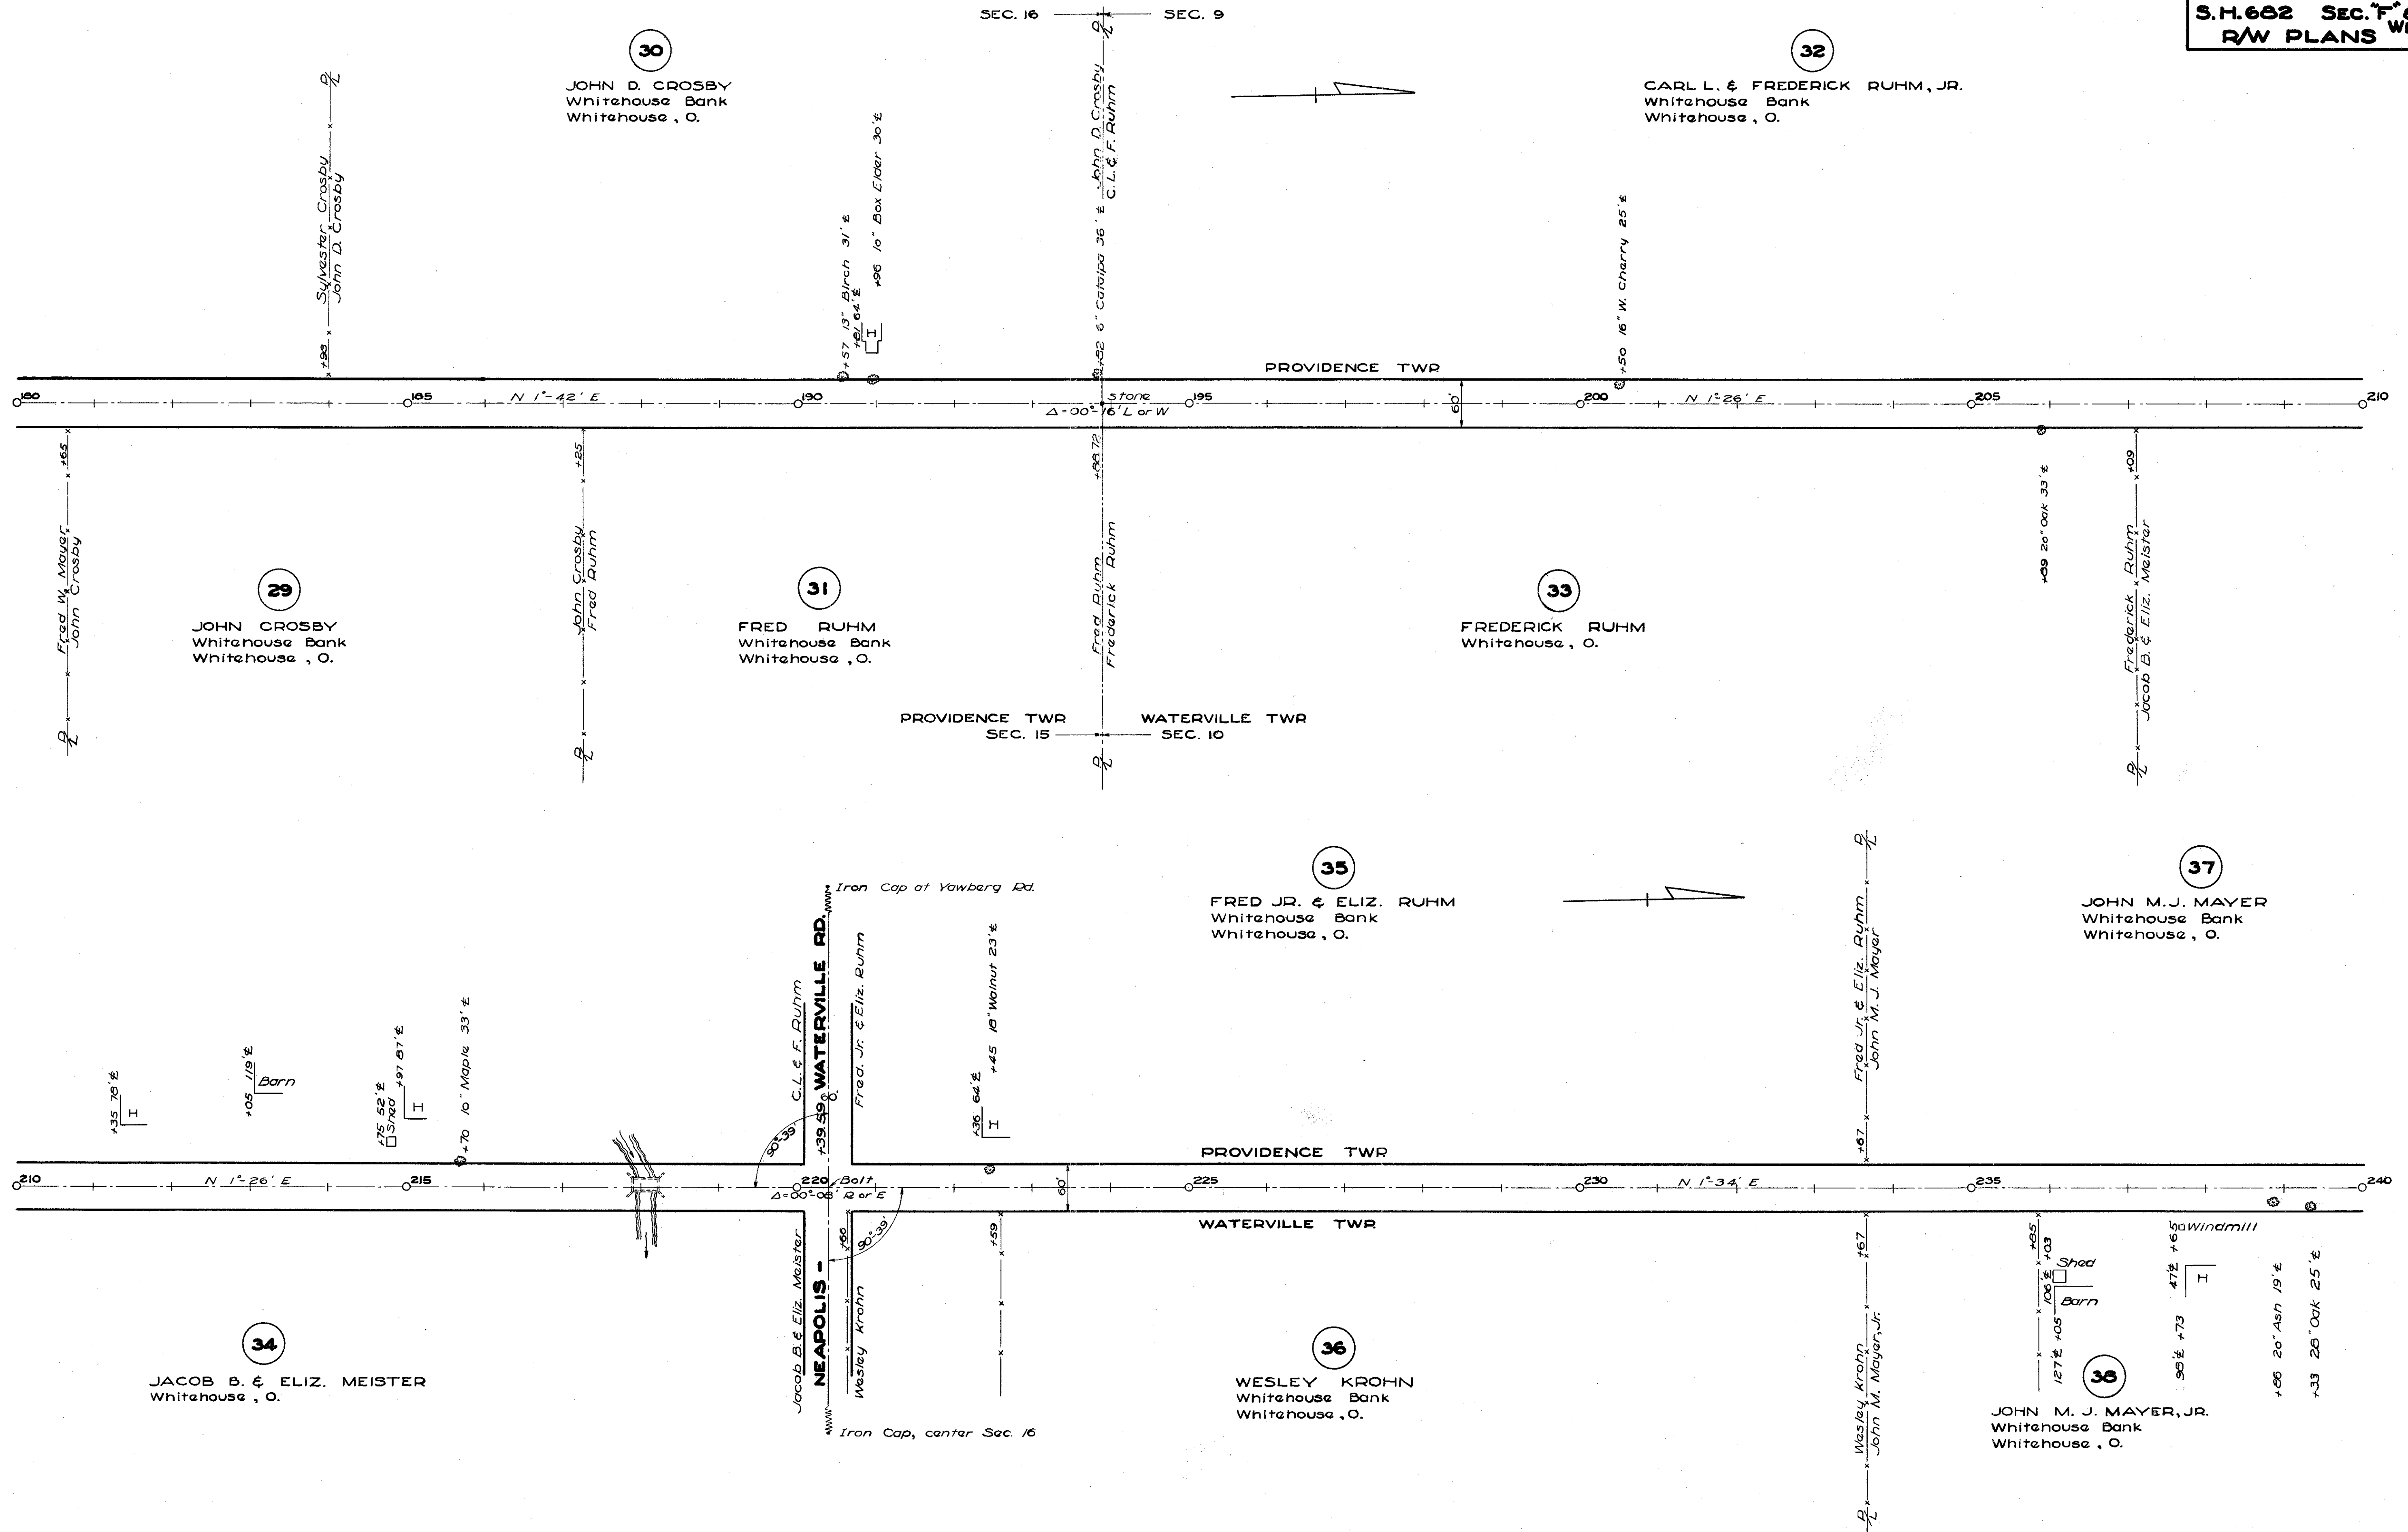 S.H.682 SEC. "F"
R/W PLANS
SEC. 16 SEC. 9
30
JOHN D. CROSBY
Whitehouse Bank
Whitehouse, O.
32
CARL L. & FREDERICK RUHM, JR.
Whitehouse Bank
Whitehouse, O.
+98 Sylvester Crosby
John D. Crosby
+57 13" Birch 31' ℄
+81 64' ℄
H
+96 10" Box Elder 30' ℄
+82 6" Catalpa 36' ℄ John D. Crosby
C.L. & F. Ruhm
+50 16" W. Cherry 25' ℄
PROVIDENCE TWP.
180 N 1°-42' E 185 190 Stone 195 200 N 1°-26' E 205 210
Δ=00°-16' L or W
60'
+65 Fred W. Mayer
John Crosby
+25 John Crosby
Fred Ruhm
+88.72 Fred Ruhm
Frederick Ruhm
+89 20" Oak 33' ℄
+09 Frederick Ruhm
Jacob B. & Eliz. Meister
29
JOHN CROSBY
Whitehouse Bank
Whitehouse, O.
31
FRED RUHM
Whitehouse Bank
Whitehouse, O.
33
FREDERICK RUHM
Whitehouse, O.
PROVIDENCE TWP. WATERVILLE TWP.
SEC. 15 SEC. 10
35
FRED JR. & ELIZ. RUHM
Whitehouse Bank
Whitehouse, O.
37
JOHN M.J. MAYER
Whitehouse Bank
Whitehouse, O.
Iron Cap at Yawberg Rd.
+35 78' ℄
H
+05 119' ℄
Barn
+75 52' ℄
Shed
+97 87' ℄
H
+70 10" Maple 33' ℄
C.L. & F. Ruhm
+39.59 WATERVILLE RD.
Fred. Jr. & Eliz. Ruhm
90°-39'
+36 64' ℄
H
+45 18" Walnut 23' ℄
Fred Jr. & Eliz. Ruhm
John M. J. Mayer
+67
PROVIDENCE TWP.
210 N 1°-26' E 215 220 Bolt 225 230 N 1°-34' E 235 240
Δ=00°-08' R or E
60'
WATERVILLE TWP.
Jacob B. & Eliz. Meister
NEAPOLIS -
+66
Wesley Krohn
90°-39'
+59
+67
Wesley Krohn
John M. Mayer, Jr.
+85
106' ℄ +03
Shed
127' ℄ +05
Barn
Windmill
47' ℄
98' ℄ +73
H
+86 20" Ash 19' ℄
+33 28" Oak 25' ℄
34
JACOB B. & ELIZ. MEISTER
Whitehouse, O.
36
WESLEY KROHN
Whitehouse Bank
Whitehouse, O.
38
JOHN M. J. MAYER, JR.
Whitehouse Bank
Whitehouse, O.
Iron Cap, center Sec. 16